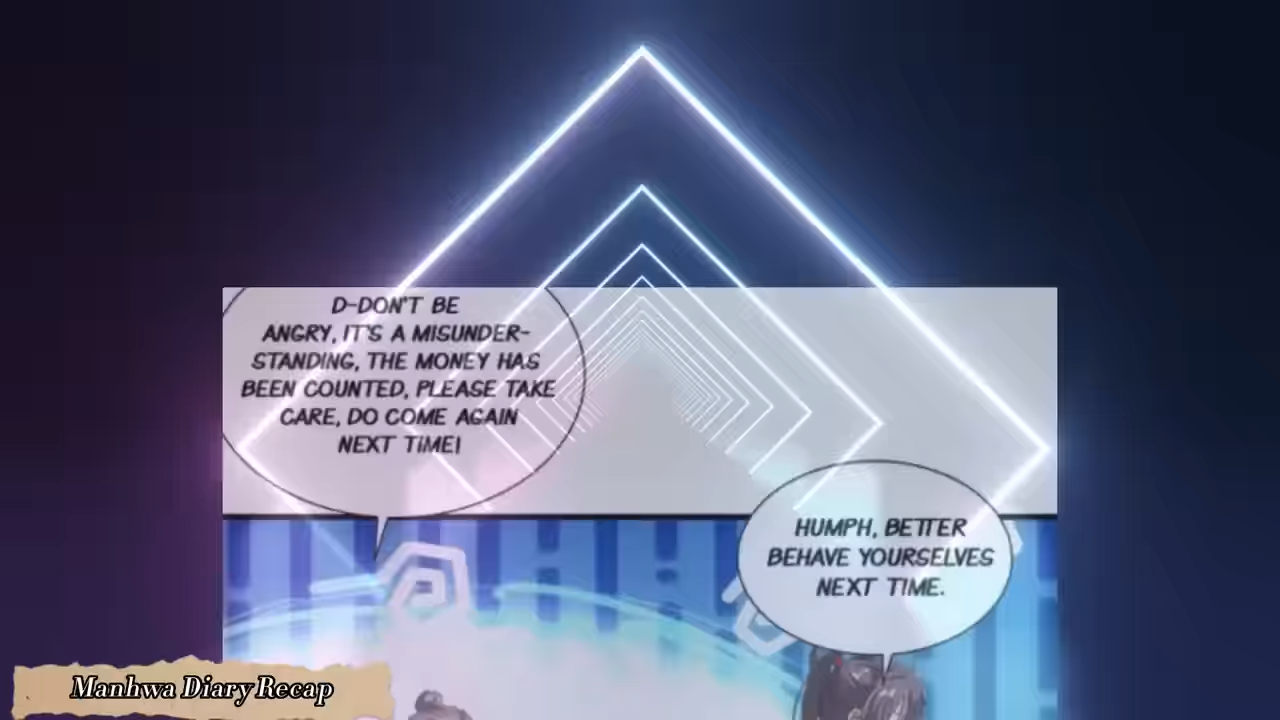 D-DON'T BE
ANGRY, IT'S A MISUNDER-
STANDING, THE MONEY HAS
BEEN COUNTED, PLEASE TAKE
CARE, DO COME AGAIN
NEXT TIME!
HUMPH, BETTER
BEHAVE YOURSELVES
NEXT TIME.
Manhwa Diary Recap